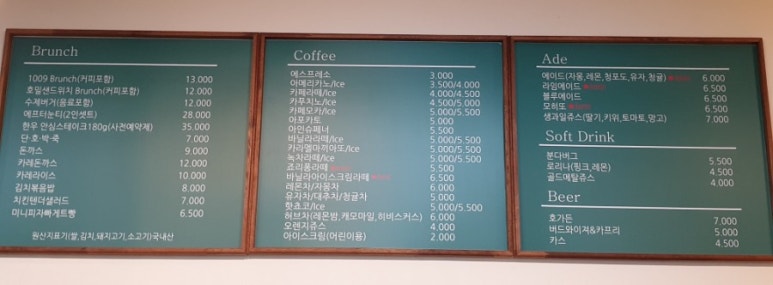 Brunch
1009 Brunch(커피포함) 13.000
호밀샌드위치 Brunch(커피포함) 12.000
수제버거(음료포함) 12.000
애프터눈티(2인셋트) 28.000
한우 안심스테이크180g(사전예약제) 35.000
단·호·박·죽 7.000
돈까스 9.000
카레돈까스 12.000
카레라이스 10.000
김치볶음밥 8.000
치킨텐더샐러드 7.000
미니피자빠게트빵 6.500
원산지표기(쌀,김치,돼지고기,소고기)국내산
Coffee
에스프레소 3.000
아메리카노/Ice 3.500/4.000
카페라떼/Ice 4.000/4.500
카푸치노/Ice 4.500/5.000
카페모카/Ice 5.000/5.500
아포카토 5.000
아인슈페너 5.500
바닐라라떼/Ice 5.000/5.500
카라멜마끼아또/Ice 5.000/5.500
녹차라떼/Ice 5.000/5.500
죠리퐁라떼 5.500
바닐라아이스크림라떼 6.500
레몬차/자몽차 6.000
유자차/대추차/청귤차 5.000
핫쵸코/Ice 5.000/5.500
허브차(레몬밤,캐모마일,히비스커스) 6.000
오렌지쥬스 4.000
아이스크림(어린이용) 2.000
Ade
에이드(자몽,레몬,청포도,유자,청귤) 6.000
라임에이드 6.500
블루에이드 6.500
모히또 6.000
생과일쥬스(딸기,키위,토마토,망고) 7.000
Soft Drink
분다버그 5.500
로리나(핑크,레몬) 4.500
골드메달쥬스 4.000
Beer
호가든 7.000
버드와이져&카프리 5.000
카스 4.500